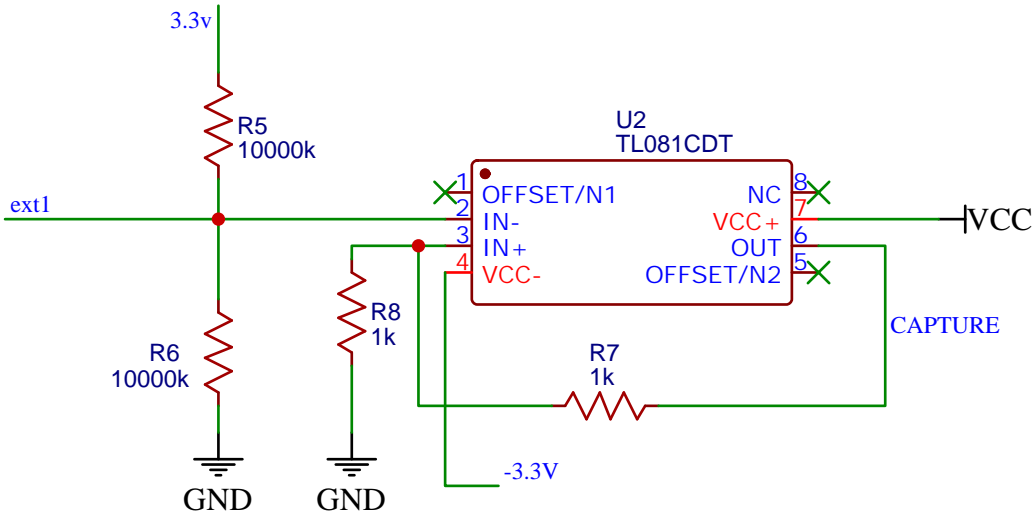 3.3v
R5
10000k
ext1
R6
10000k
GND
R8
1k
GND
U2
TL081CDT
1
OFFSET/N1
2
IN-
3
IN+
4
VCC-
8
NC
7
VCC+
6
OUT
5
OFFSET/N2
VCC
CAPTURE
R7
1k
-3.3V